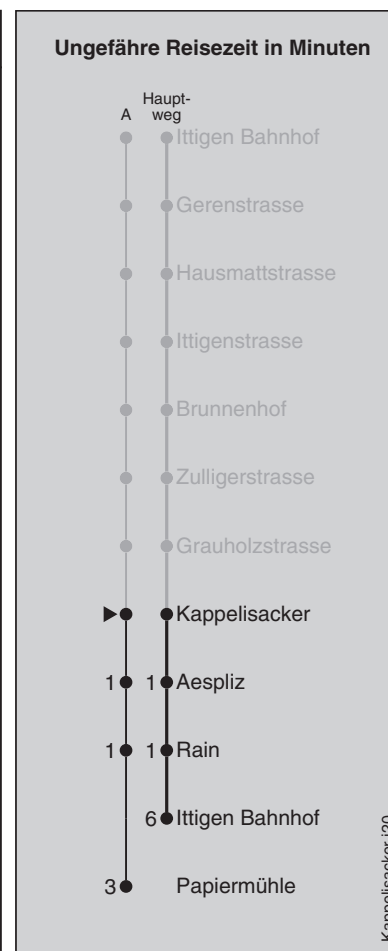 Ungefähre Reisezeit in Minuten
A Haupt-
weg
Ittigen Bahnhof
Gerenstrasse
Hausmattstrasse
Ittigenstrasse
Brunnenhof
Zulligerstrasse
Grauholzstrasse
Kappelisacker
1 1 Aespliz
1 1 Rain
6 Ittigen Bahnhof
3 Papiermühle
Kappelisacker